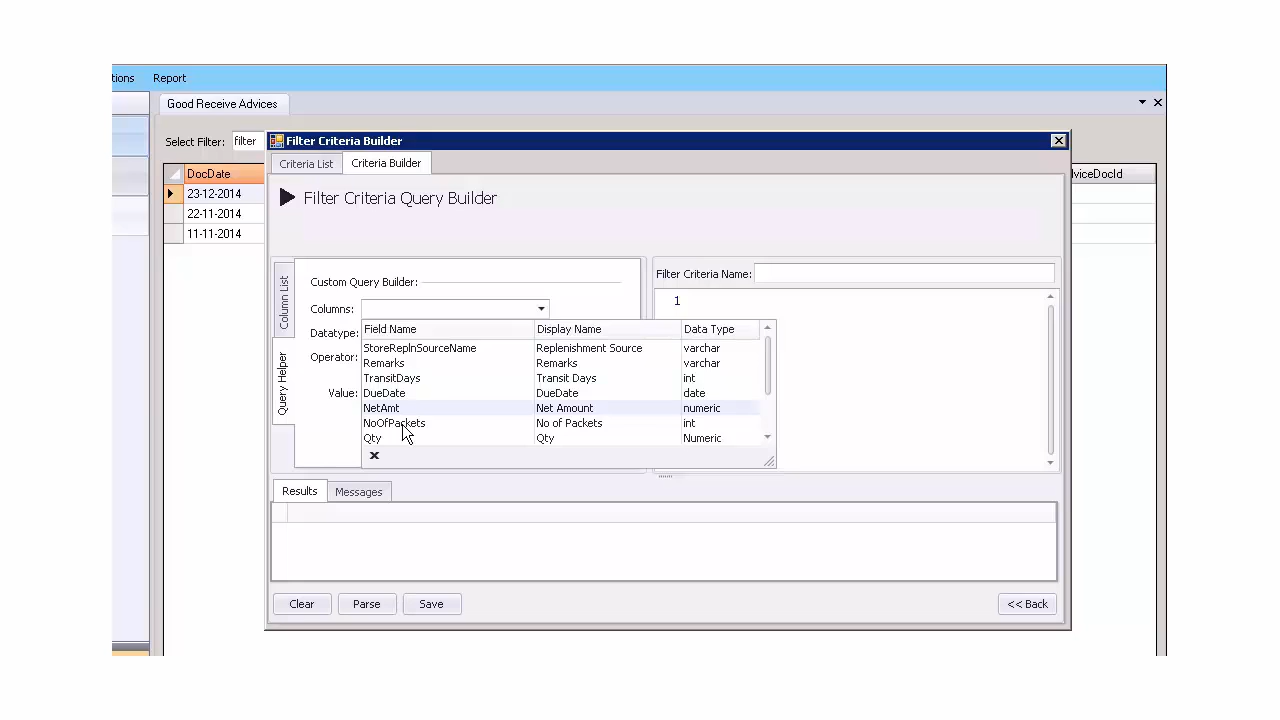 tions Report
Good Receive Advices
Select Filter: filter
Filter Criteria Builder
Criteria List Criteria Builder
DocDate
viceDocId
23-12-2014
22-11-2014
11-11-2014
Filter Criteria Query Builder
Column List
Query Helper
Custom Query Builder:
Columns:
Datatype:
Operator:
Value:
Field Name Display Name Data Type
StoreReplnSourceName Replenishment Source varchar
Remarks Remarks varchar
TransitDays Transit Days int
DueDate DueDate date
NetAmt Net Amount numeric
NoOfPackets No of Packets int
Qty Qty Numeric
Filter Criteria Name:
1
Results Messages
Clear Parse Save << Back